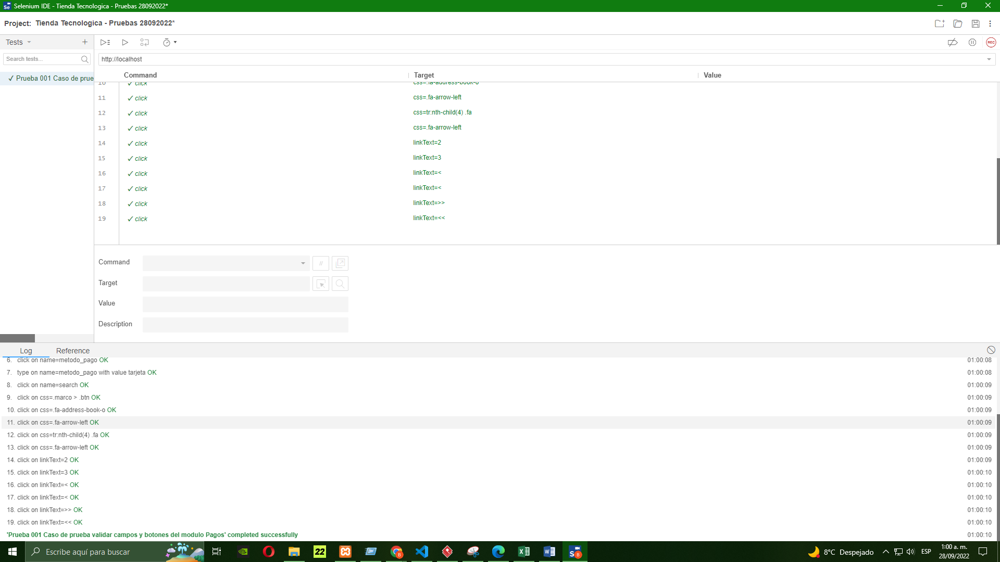 Selenium IDE - Tienda Tecnologica - Pruebas 28092022*
Project: Tienda Tecnologica - Pruebas 28092022*
Tests
REC
Search tests...
http://localhost
Command Target Value
✓ Prueba 001 Caso de prue
10 ✓ click css=.fa-address-book-o
11 ✓ click css=.fa-arrow-left
12 ✓ click css=tr:nth-child(4) .fa
13 ✓ click css=.fa-arrow-left
14 ✓ click linkText=2
15 ✓ click linkText=3
16 ✓ click linkText=<
17 ✓ click linkText=<
18 ✓ click linkText=>>
19 ✓ click linkText=<<
Command //
Target
Value
Description
Log Reference
6. click on name=metodo_pago OK 01:00:08
7. type on name=metodo_pago with value tarjeta OK 01:00:08
8. click on name=search OK 01:00:09
9. click on css=.marco > .btn OK 01:00:09
10. click on css=.fa-address-book-o OK 01:00:09
11. click on css=.fa-arrow-left OK 01:00:09
12. click on css=tr:nth-child(4) .fa OK 01:00:09
13. click on css=.fa-arrow-left OK 01:00:09
14. click on linkText=2 OK 01:00:09
15. click on linkText=3 OK 01:00:10
16. click on linkText=< OK 01:00:10
17. click on linkText=< OK 01:00:10
18. click on linkText=>> OK 01:00:10
19. click on linkText=<< OK 01:00:10
'Prueba 001 Caso de prueba validar campos y botones del modulo Pagos' completed successfully 01:00:10
Escribe aquí para buscar
22
8°C Despejado
ESP
1:00 a. m.
28/09/2022